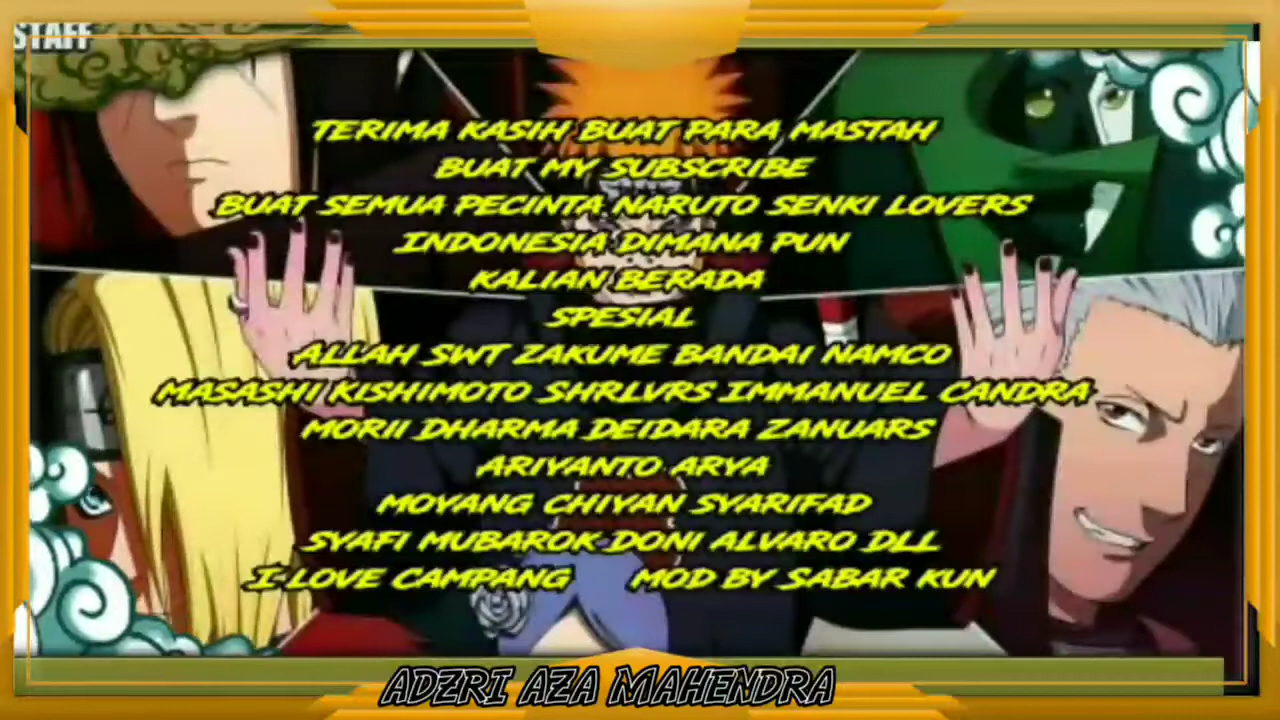 STAFF
TERIMA KASIH BUAT PARA MASTAH
BUAT MY SUBSCRIBE
BUAT SEMUA PECINTA NARUTO SENKI LOVERS
INDONESIA DIMANA PUN
KALIAN BERADA
SPESIAL
ALLAH SWT ZAKUME BANDAI NAMCO
MASASHI KISHIMOTO SHRLVRS IMMANUEL CANDRA
MORII DHARMA DEIDARA ZANUARS
ARIYANTO ARYA
MOYANG CHIYAN SYARIFAD
SYAFI MUBAROK DONI ALVARO DLL
I LOVE CAMPANG MOD BY SABAR KUN
ADZRI AZA MAHENDRA